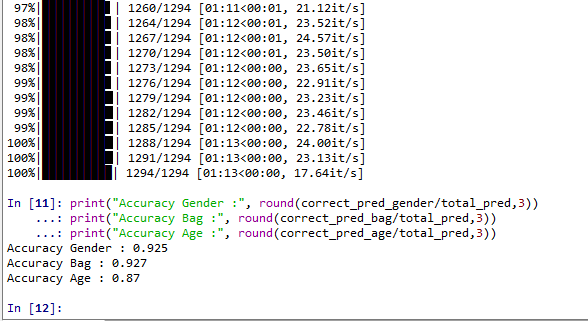 97%| | 1260/1294 [01:11<00:01, 21.12it/s]
98%| | 1264/1294 [01:12<00:01, 23.52it/s]
98%| | 1267/1294 [01:12<00:01, 24.57it/s]
98%| | 1270/1294 [01:12<00:01, 23.50it/s]
98%| | 1273/1294 [01:12<00:00, 23.65it/s]
99%| | 1276/1294 [01:12<00:00, 22.91it/s]
99%| | 1279/1294 [01:12<00:00, 23.23it/s]
99%| | 1282/1294 [01:12<00:00, 23.46it/s]
99%| | 1285/1294 [01:12<00:00, 22.78it/s]
100%| | 1288/1294 [01:13<00:00, 24.00it/s]
100%| | 1291/1294 [01:13<00:00, 23.13it/s]
100%| | 1294/1294 [01:13<00:00, 17.64it/s]
In [11]: print("Accuracy Gender :", round(correct_pred_gender/total_pred,3))
...: print("Accuracy Bag :", round(correct_pred_bag/total_pred,3))
...: print("Accuracy Age :", round(correct_pred_age/total_pred,3))
Accuracy Gender : 0.925
Accuracy Bag : 0.927
Accuracy Age : 0.87
In [12]: